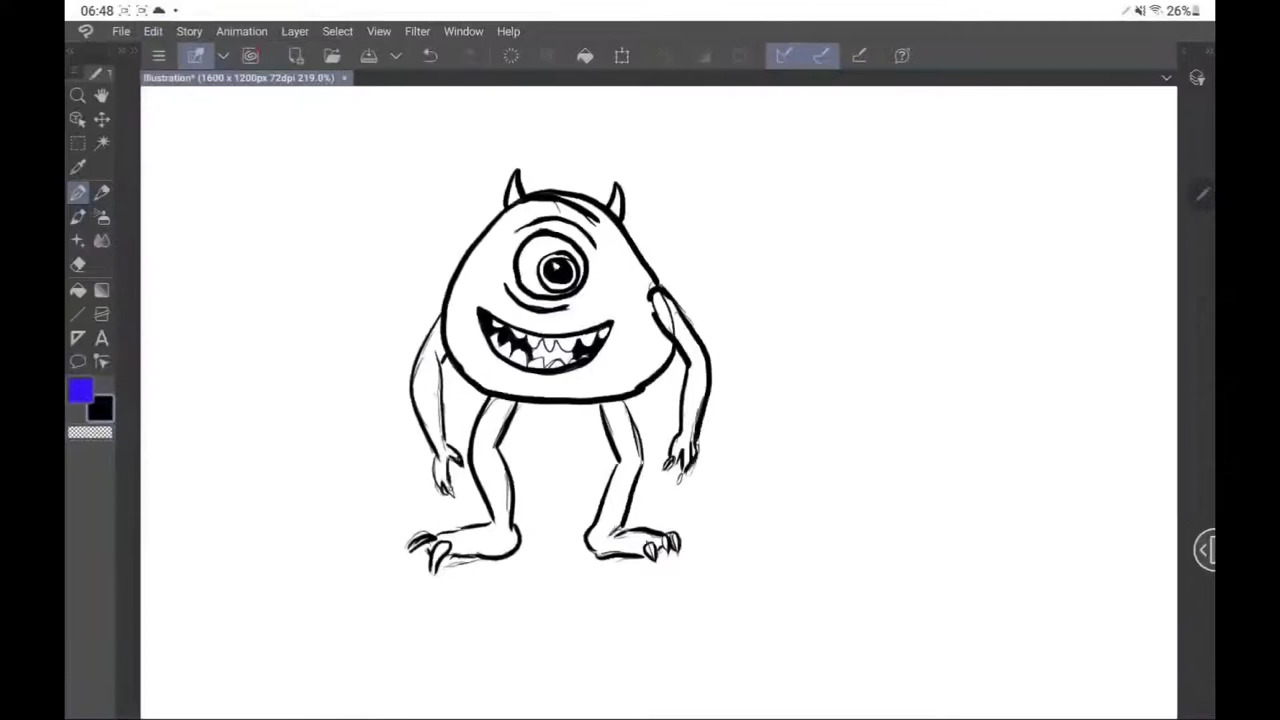 06:48 26%
File Edit Story Animation Layer Select View Filter Window Help
Illustration* (1600 x 1200px 72dpi 219.0%)
A